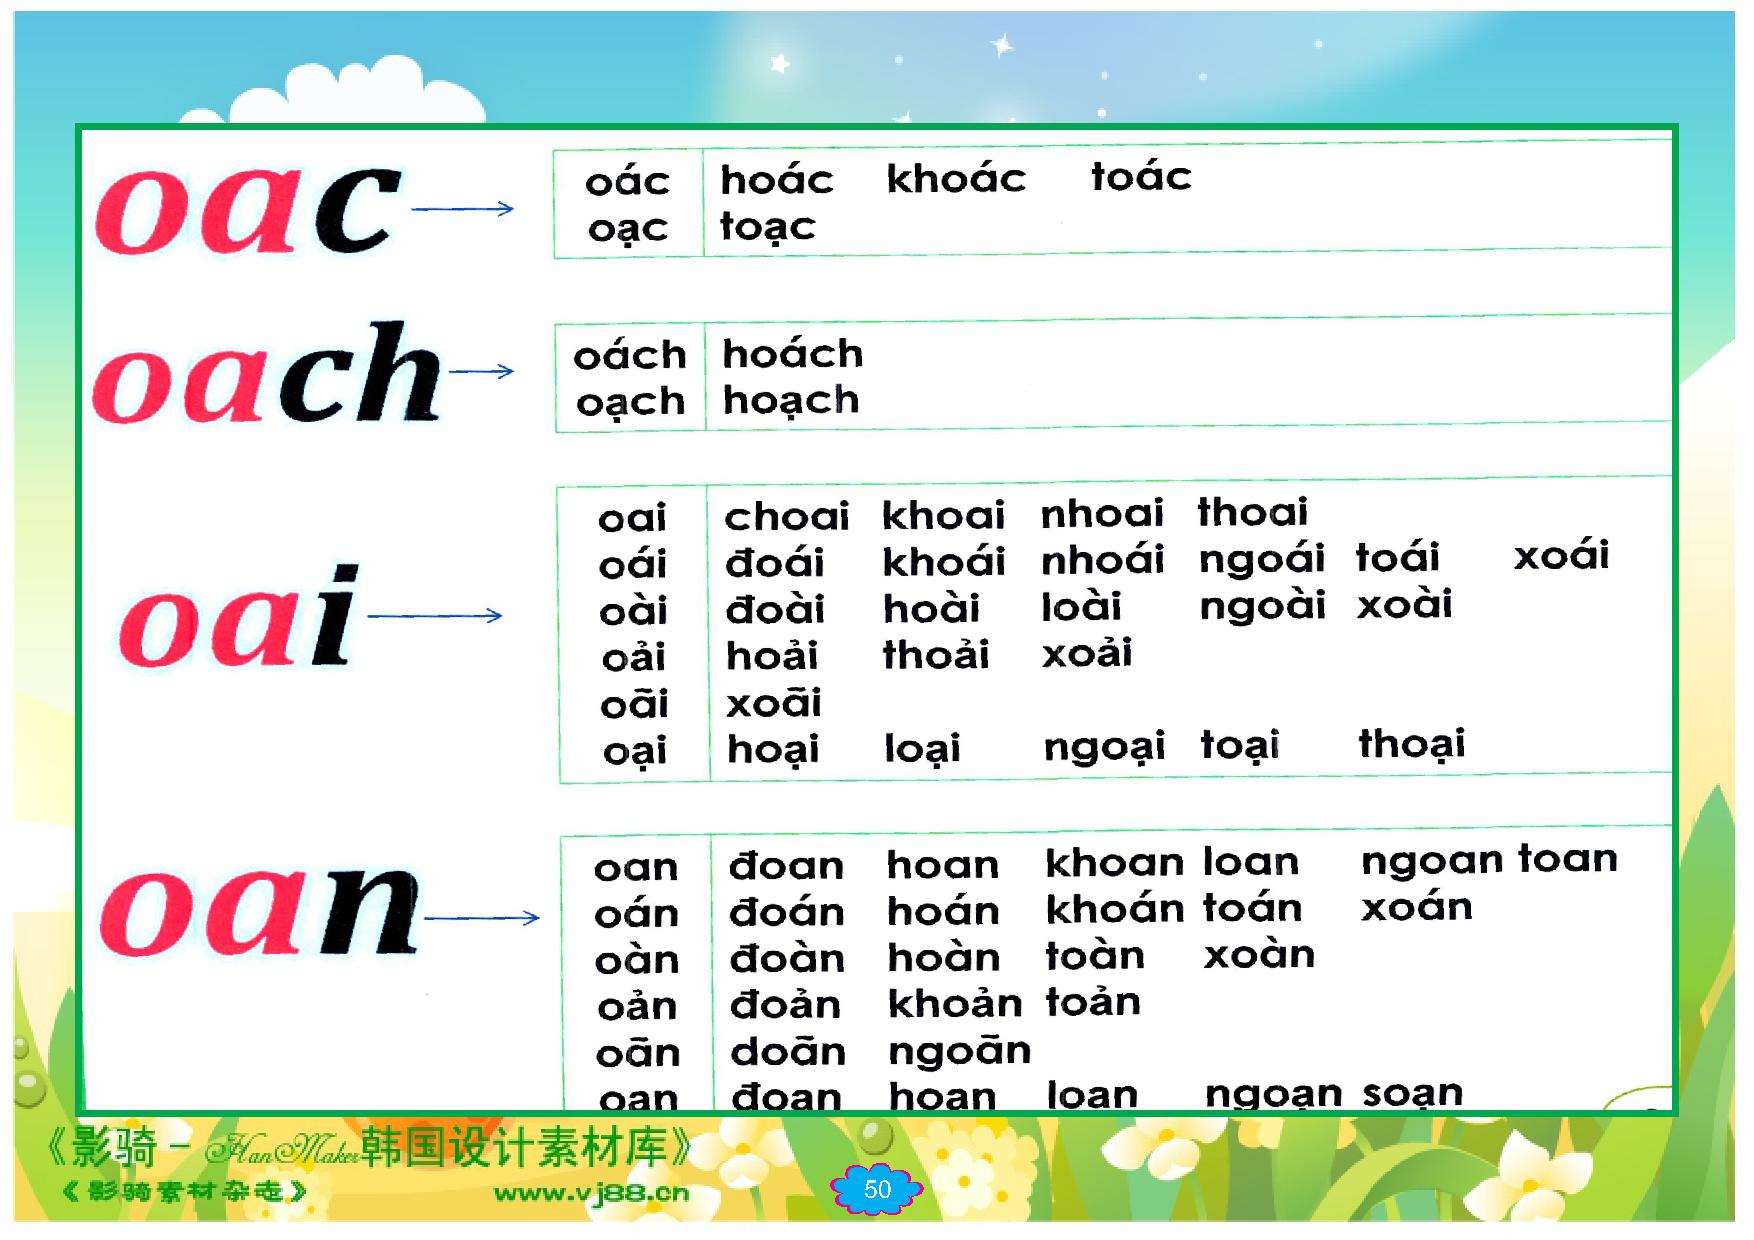 oac
oác hoác khoác toác
oạc toạc
oach
oách hoách
oạch hoạch
oai
oai choai khoai nhoai thoai
oái đoái khoái nhoái ngoái toái xoái
oài đoài hoài loài ngoài xoài
oải hoải thoải xoải
oãi xoãi
oại hoại loại ngoại toại thoại
oan
oan đoan hoan khoan loan ngoan toan
oán đoán hoán khoán toán xoán
oàn đoàn hoàn toàn xoàn
oản đoản khoản toản
oãn doãn ngoãn
oạn đoạn hoạn loạn ngoạn soạn
《影骑－HanMaker韩国设计素材库》
《影骑素材杂志》 www.vj88.cn
50